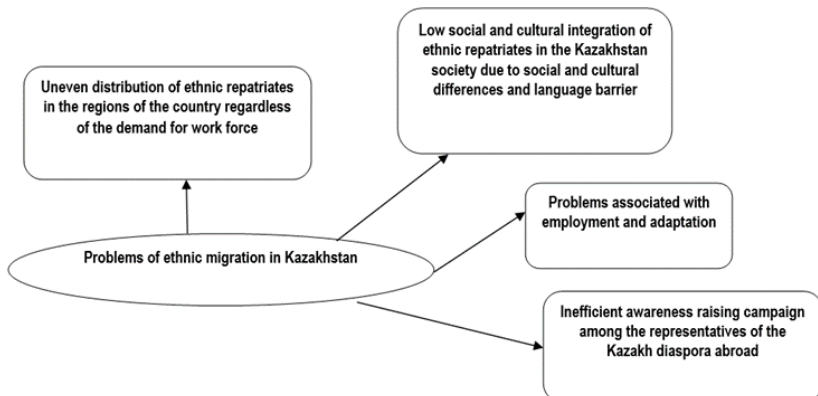 Low social and cultural integration of
ethnic repatriates in the Kazakhstan
society due to social and cultural
differences and language barrier
Uneven distribution of ethnic repatriates
in the regions of the country regardless
of the demand for work force
Problems associated with
employment and adaptation
Problems of ethnic migration in Kazakhstan
Inefficient awareness raising campaign
among the representatives of the
Kazakh diaspora abroad